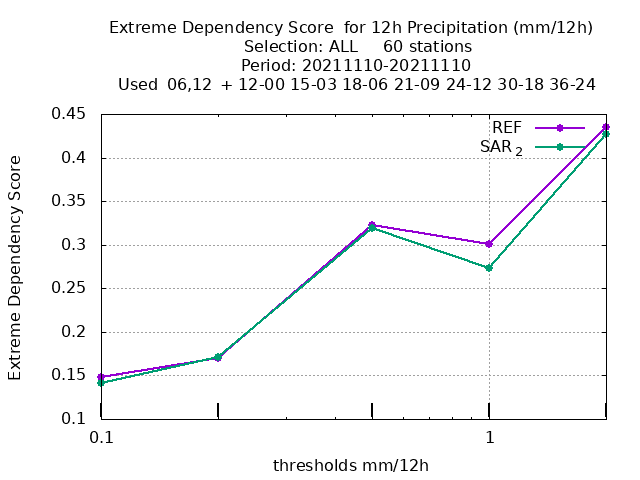 Extreme Dependency Score  for 12h Precipitation (mm/12h)
Selection: ALL     60 stations
Period: 20211110-20211110
Used  06,12  + 12-00 15-03 18-06 21-09 24-12 30-18 36-24
0.45
REF
SAR 2
0.4
0.35
0.3
0.25
0.2
0.15
0.1
Extreme Dependency Score
0.1 1
thresholds mm/12h